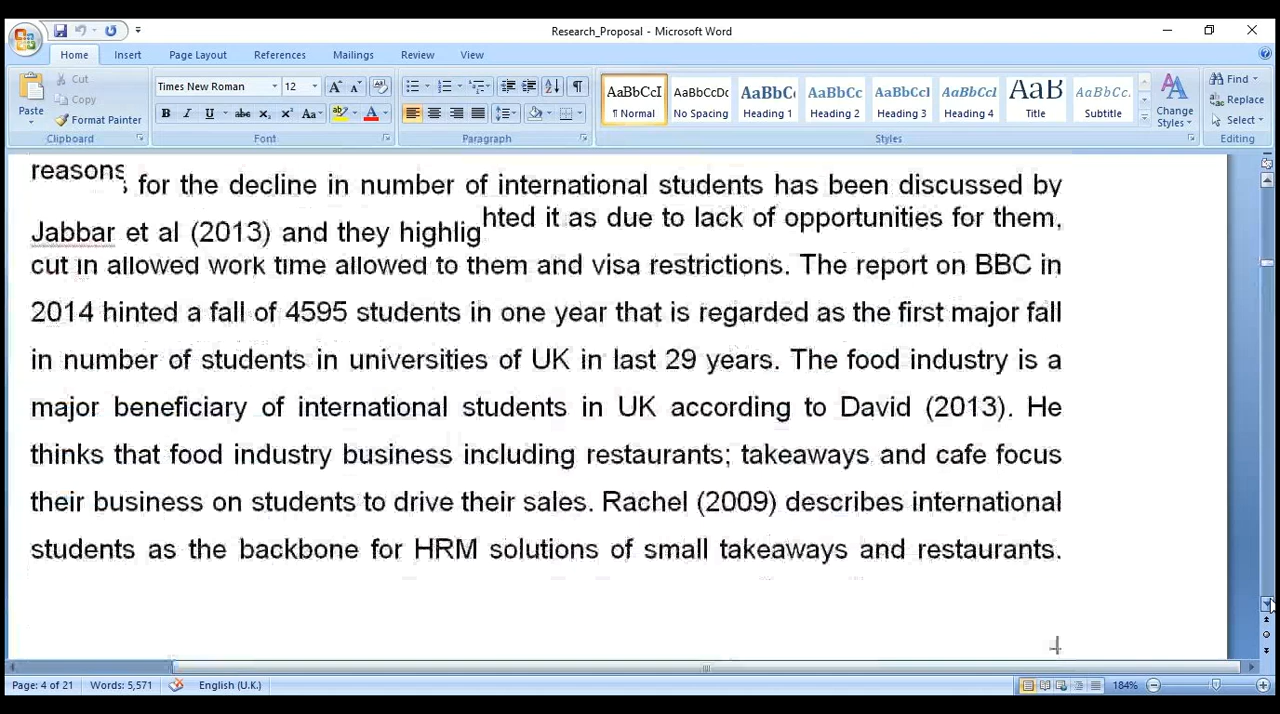 Research_Proposal - Microsoft Word
Home Insert Page Layout References Mailings Review View
Paste
Cut
Copy
Format Painter
Clipboard
Times New Roman 12
B I U abc x₂ x² Aa
Font
Paragraph
AaBbCcI AaBbCcDc AaBbC AaBbCc AaBbCcI AaBbCcI AaB AaBbCc.
¶ Normal No Spacing Heading 1 Heading 2 Heading 3 Heading 4 Title Subtitle
Change Styles
Styles
Find
Replace
Select
Editing
reasons for the decline in number of international students has been discussed by
Jabbar et al (2013) and they highlighted it as due to lack of opportunities for them,
cut in allowed work time allowed to them and visa restrictions. The report on BBC in
2014 hinted a fall of 4595 students in one year that is regarded as the first major fall
in number of students in universities of UK in last 29 years. The food industry is a
major beneficiary of international students in UK according to David (2013). He
thinks that food industry business including restaurants; takeaways and cafe focus
their business on students to drive their sales. Rachel (2009) describes international
students as the backbone for HRM solutions of small takeaways and restaurants.
4
Page: 4 of 21 Words: 5,571 English (U.K.) 184%